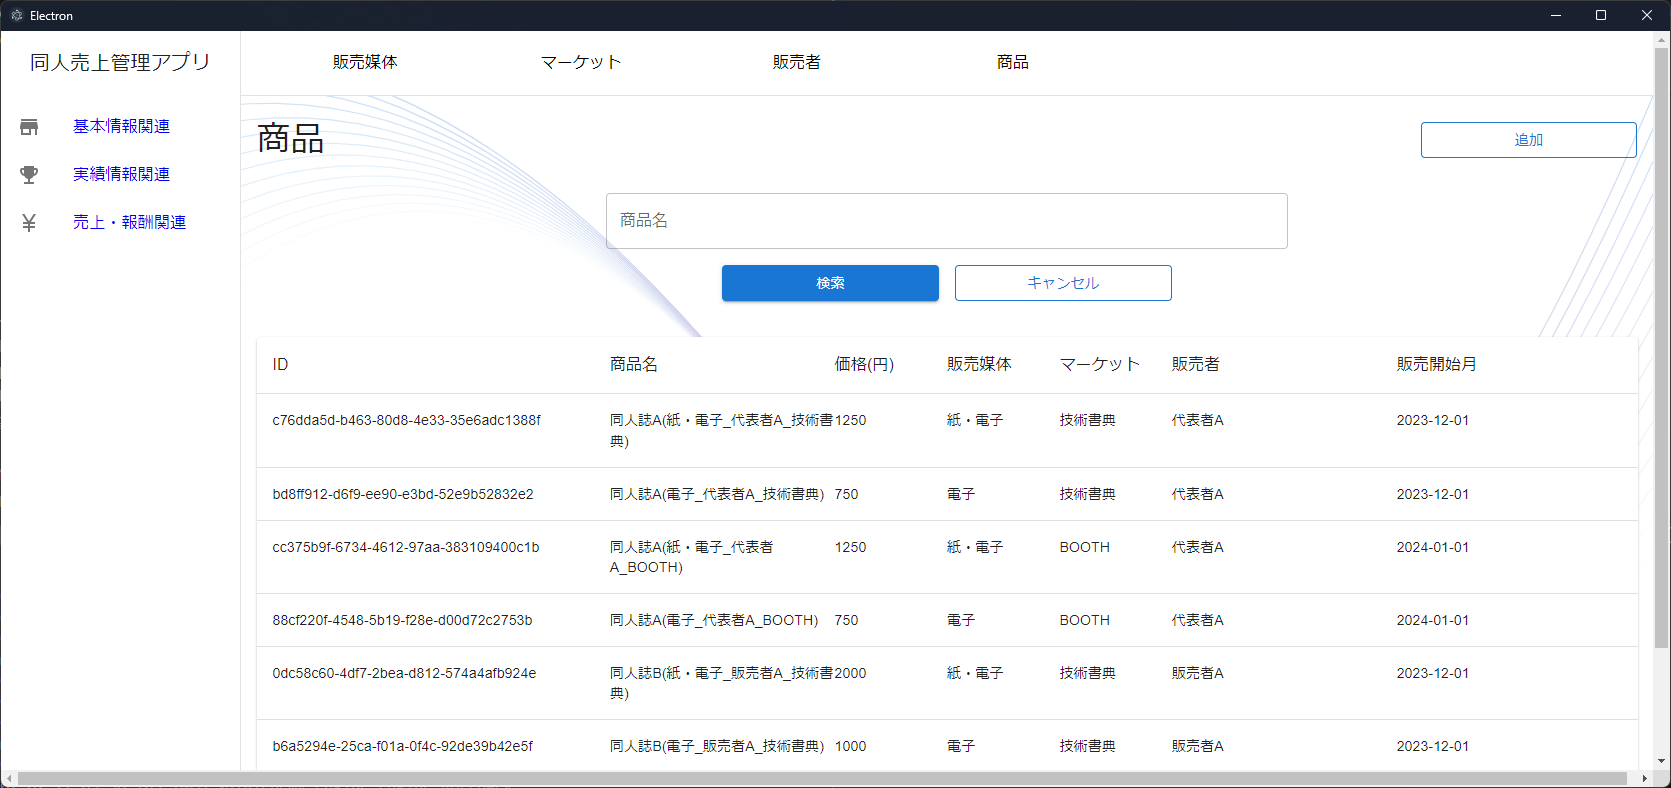 Electron
同人売上管理アプリ
販売媒体 マーケット 販売者 商品
基本情報関連
実績情報関連
売上・報酬関連
商品
追加
商品名
検索 キャンセル
ID 商品名 価格(円) 販売媒体 マーケット 販売者 販売開始月
c76dda5d-b463-80d8-4e33-35e6adc1388f 同人誌A(紙・電子_代表者A_技術書 1250 紙・電子 技術書典 代表者A 2023-12-01
典)
bd8ff912-d6f9-ee90-e3bd-52e9b52832e2 同人誌A(電子_代表者A_技術書典) 750 電子 技術書典 代表者A 2023-12-01
cc375b9f-6734-4612-97aa-383109400c1b 同人誌A(紙・電子_代表者 1250 紙・電子 BOOTH 代表者A 2024-01-01
A_BOOTH)
88cf220f-4548-5b19-f28e-d00d72c2753b 同人誌A(電子_代表者A_BOOTH) 750 電子 BOOTH 代表者A 2024-01-01
0dc58c60-4df7-2bea-d812-574a4afb924e 同人誌B(紙・電子_販売者A_技術書 2000 紙・電子 技術書典 販売者A 2023-12-01
典)
b6a5294e-25ca-f01a-0f4c-92de39b42e5f 同人誌B(電子_販売者A_技術書典) 1000 電子 技術書典 販売者A 2023-12-01